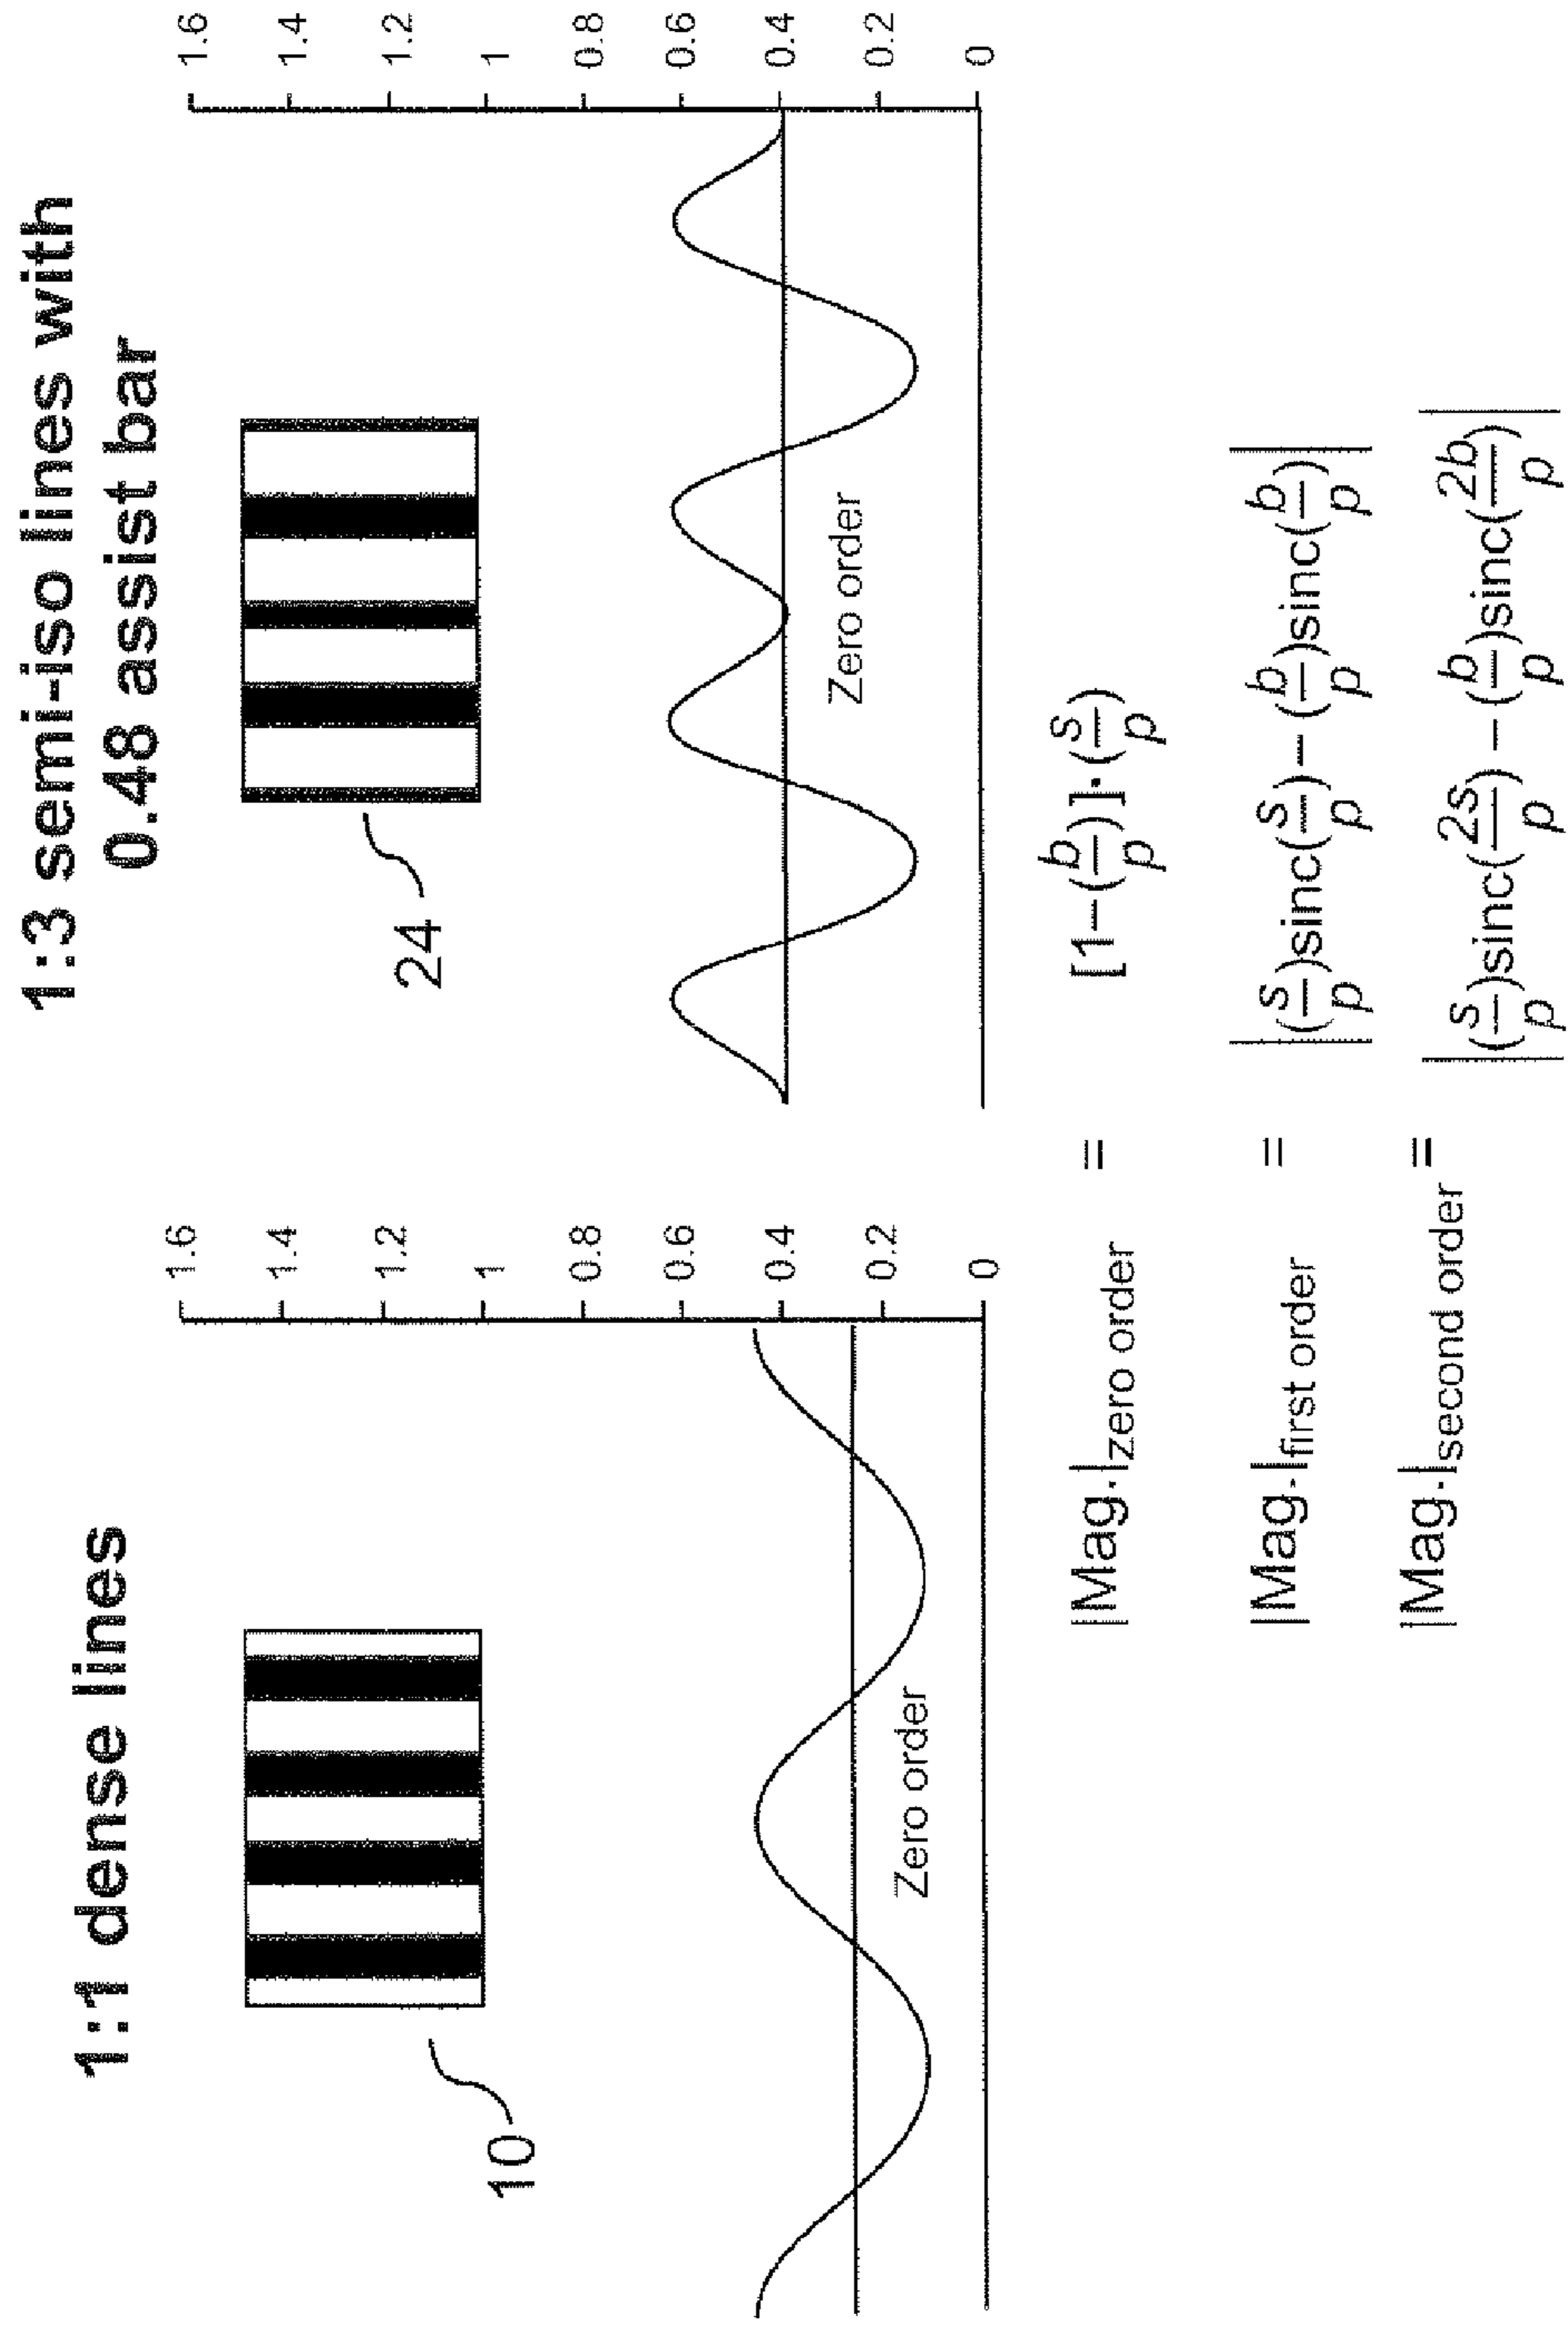 1:1 dense lines
10
1.6
1.4
1.2
1
0.8
0.6
0.4
0.2
0
Zero order
1:3 semi-iso lines with
0.48 assist bar
24
1.6
1.4
1.2
1
0.8
0.6
0.4
0.2
0
Zero order
|Mag.|zero order = [1−(b/p)]·(s/p)
|Mag.|first order = |(s/p)sinc(s/p)−(b/p)sinc(b/p)|
|Mag.|second order = |(s/p)sinc(2s/p)−(b/p)sinc(2b/p)|